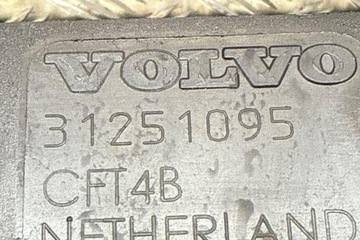 VOLVO
31251095
CFT4B
NETHERLAND